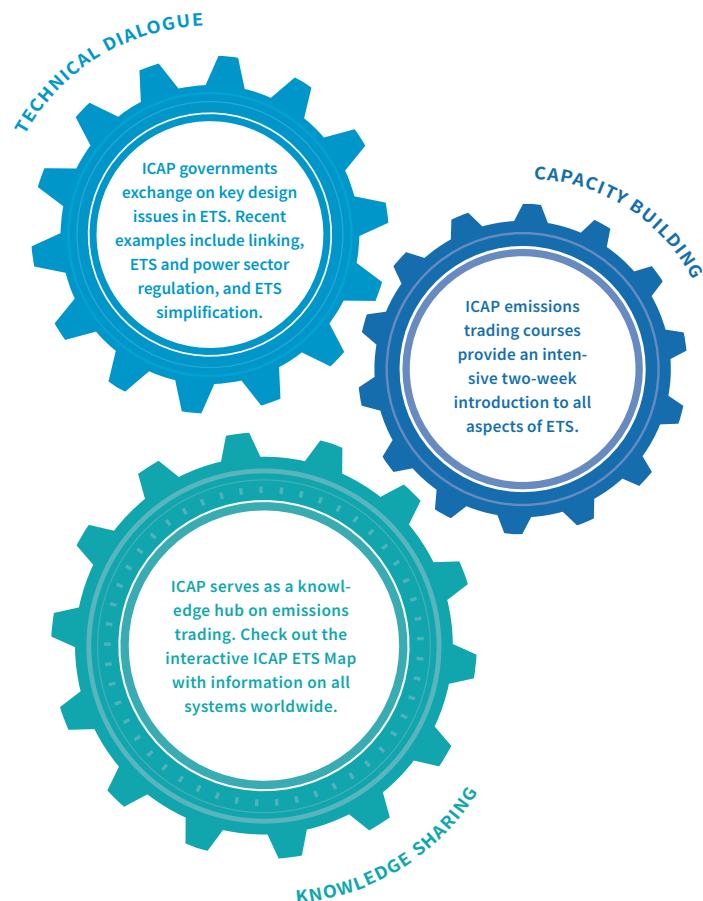 TECHNICAL DIALOGUE
ICAP governments
exchange on key design
issues in ETS. Recent
examples include linking,
ETS and power sector
regulation, and ETS
simplification.
CAPACITY BUILDING
ICAP emissions
trading courses
provide an inten-
sive two-week
introduction to all
aspects of ETS.
ICAP serves as a knowl-
edge hub on emissions
trading. Check out the
interactive ICAP ETS Map
with information on all
systems worldwide.
KNOWLEDGE SHARING